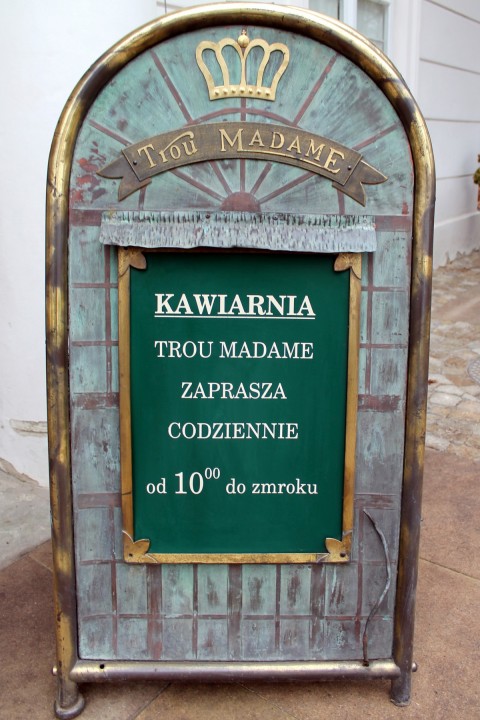 Trou MADAME
KAWIARNIA
TROU MADAME
ZAPRASZA
CODZIENNIE
od 10⁰⁰ do zmroku